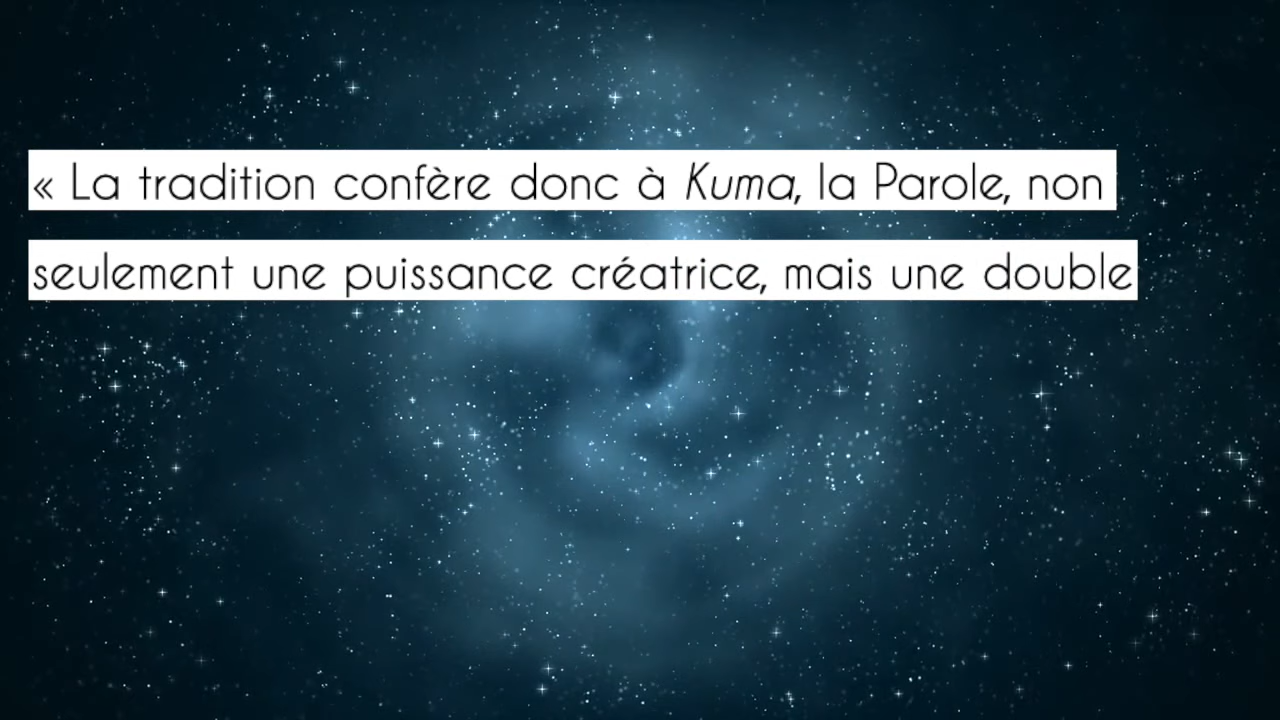 « La tradition confère donc à Kuma, la Parole, non
seulement une puissance créatrice, mais une double